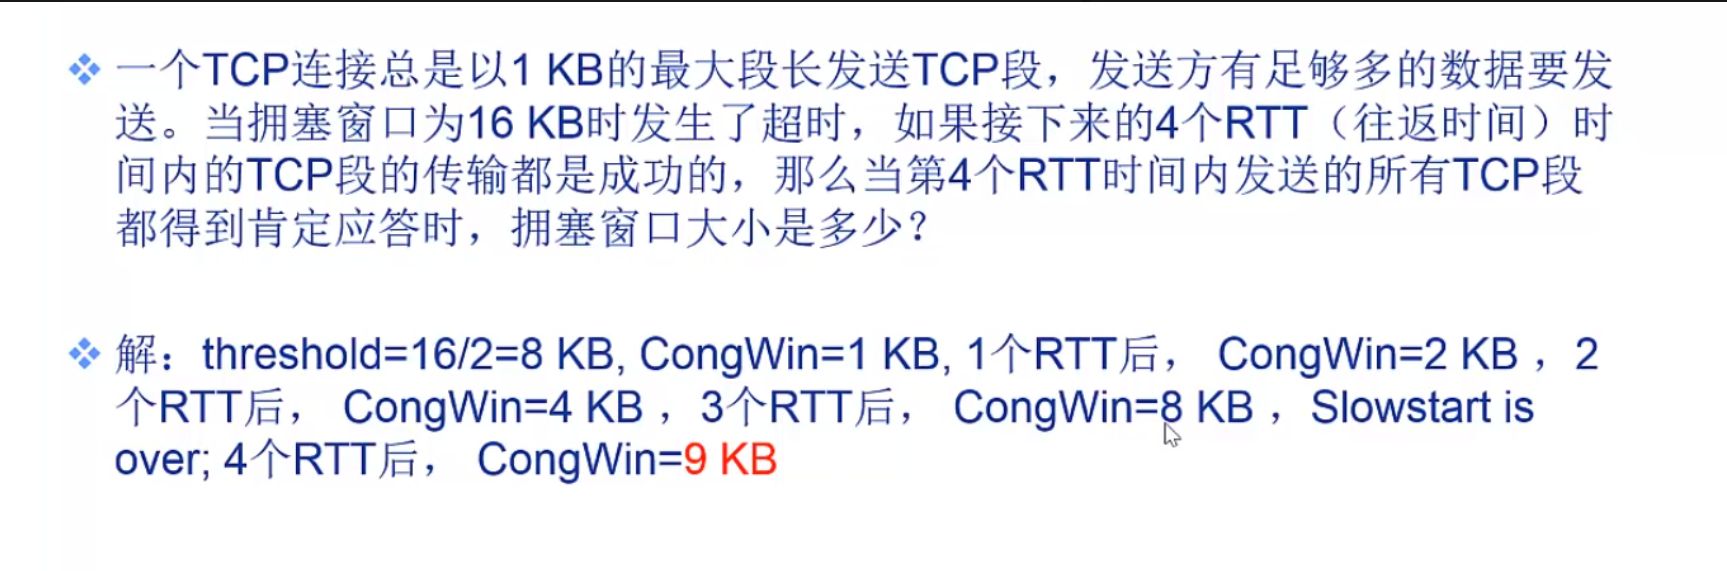 一个TCP连接总是以1 KB的最大段长发送TCP段，发送方有足够多的数据要发
送。当拥塞窗口为16 KB时发生了超时，如果接下来的4个RTT（往返时间）时
间内的TCP段的传输都是成功的，那么当第4个RTT时间内发送的所有TCP段
都得到肯定应答时，拥塞窗口大小是多少？
解：threshold=16/2=8 KB, CongWin=1 KB, 1个RTT后， CongWin=2 KB ，2
个RTT后， CongWin=4 KB ，3个RTT后， CongWin=8 KB ，Slowstart is
over; 4个RTT后， CongWin=9 KB